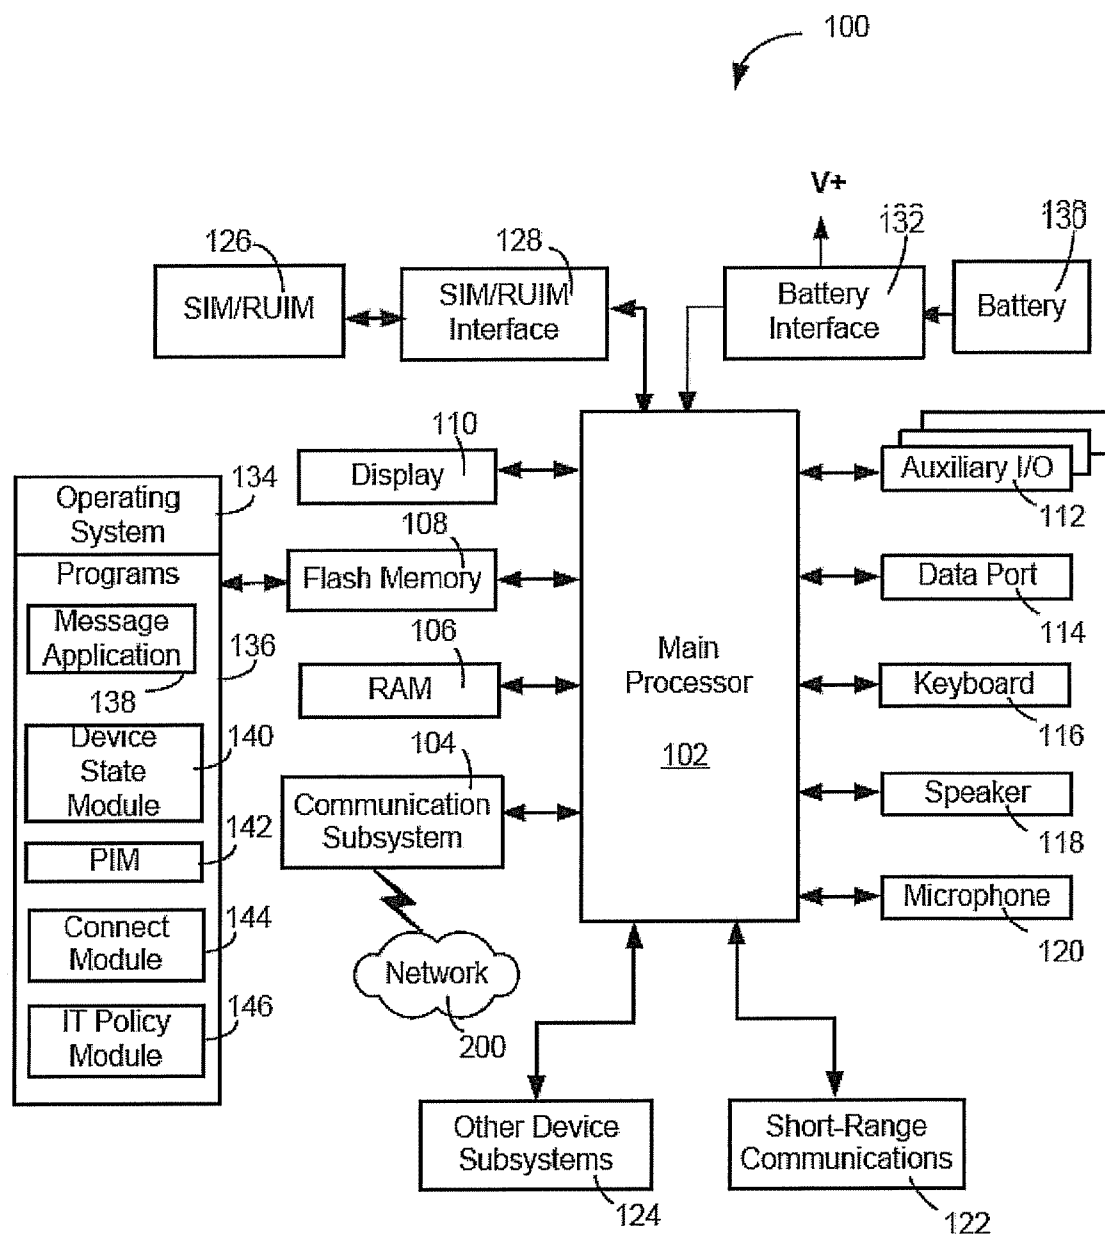 100
V+
126
128
132
130
SIM/RUIM
SIM/RUIM
Interface
Battery
Interface
Battery
110
Display
Auxiliary I/O
112
Operating
System
134
108
Flash Memory
Data Port
114
Programs
Message
Application
138
136
106
RAM
Main
Processor
102
Keyboard
116
Device
State
Module
140
104
Communication
Subsystem
Speaker
118
PIM
142
Microphone
120
Connect
Module
144
Network
200
IT Policy
Module
146
Other Device
Subsystems
124
Short-Range
Communications
122